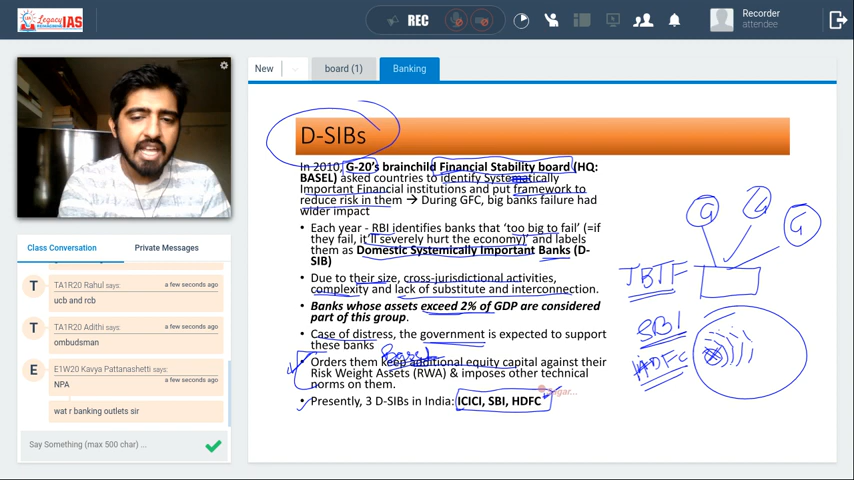 Legacy IAS
REC
Recorder
attendee
New
board (1)
Banking
D-SIBs
In 2010, G-20's brainchild Financial Stability board (HQ:
BASEL) asked countries to identify Systematically
Important Financial institutions and put framework to
reduce risk in them → During GFC, big banks failure had
wider impact
• Each year - RBI identifies banks that 'too big to fail' (=if
they fail, it'll severely hurt the economy)' and labels
them as Domestic Systemically Important Banks (D-
SIB)
• Due to their size, cross-jurisdictional activities,
complexity and lack of substitute and interconnection.
• Banks whose assets exceed 2% of GDP are considered
part of this group.
• Case of distress, the government is expected to support
these banks
Basel
• Orders them keep additional equity capital against their
Risk Weight Assets (RWA) & imposes other technical
norms on them.
• Presently, 3 D-SIBs in India: ICICI, SBI, HDFC
G
G
G
TBTF
SBI
HDFC
Class Conversation
Private Messages
T
TA1R20 Rahul says:
a few seconds ago
ucb and rcb
T
TA1R20 Adithi says:
a few seconds ago
ombudsman
E
E1W20 Kavya Pattanashetti says:
a few seconds ago
NPA
wat r banking outlets sir
Say Something (max 500 char) ...